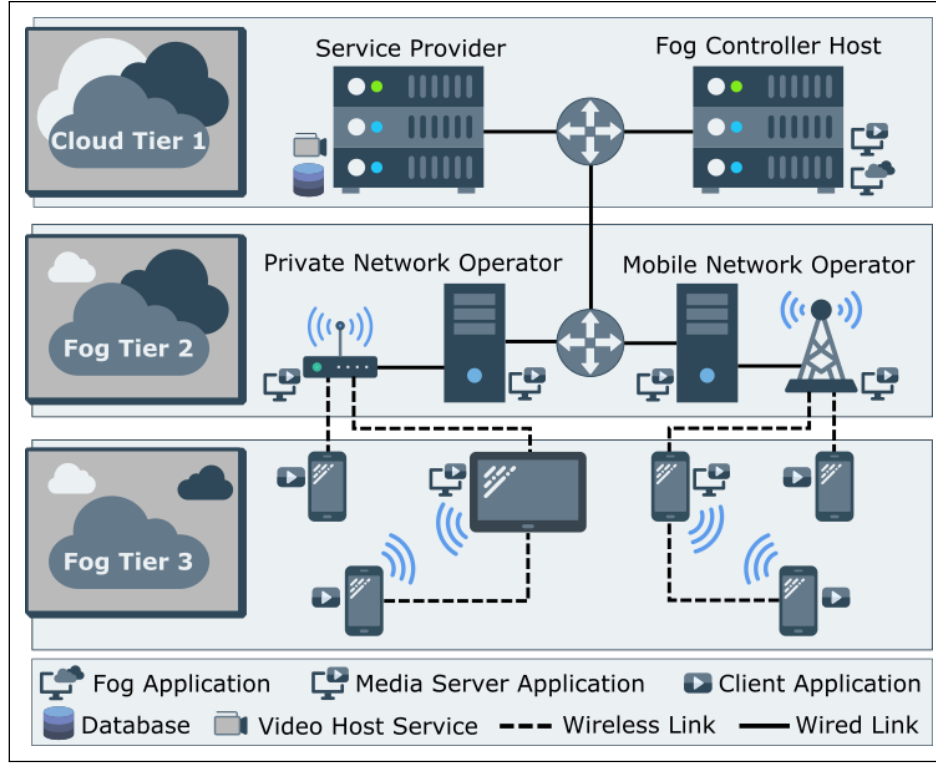 Service Provider
Fog Controller Host
Cloud Tier 1
Private Network Operator
Mobile Network Operator
Fog Tier 2
Fog Tier 3
Fog Application
Media Server Application
Client Application
Database
Video Host Service
Wireless Link
Wired Link